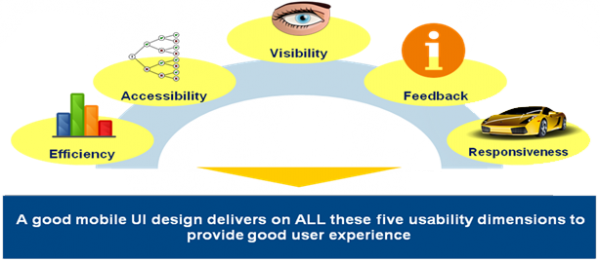 Visibility
Accessibility
Feedback
Efficiency
Responsiveness
A good mobile UI design delivers on ALL these five usability dimensions to
provide good user experience